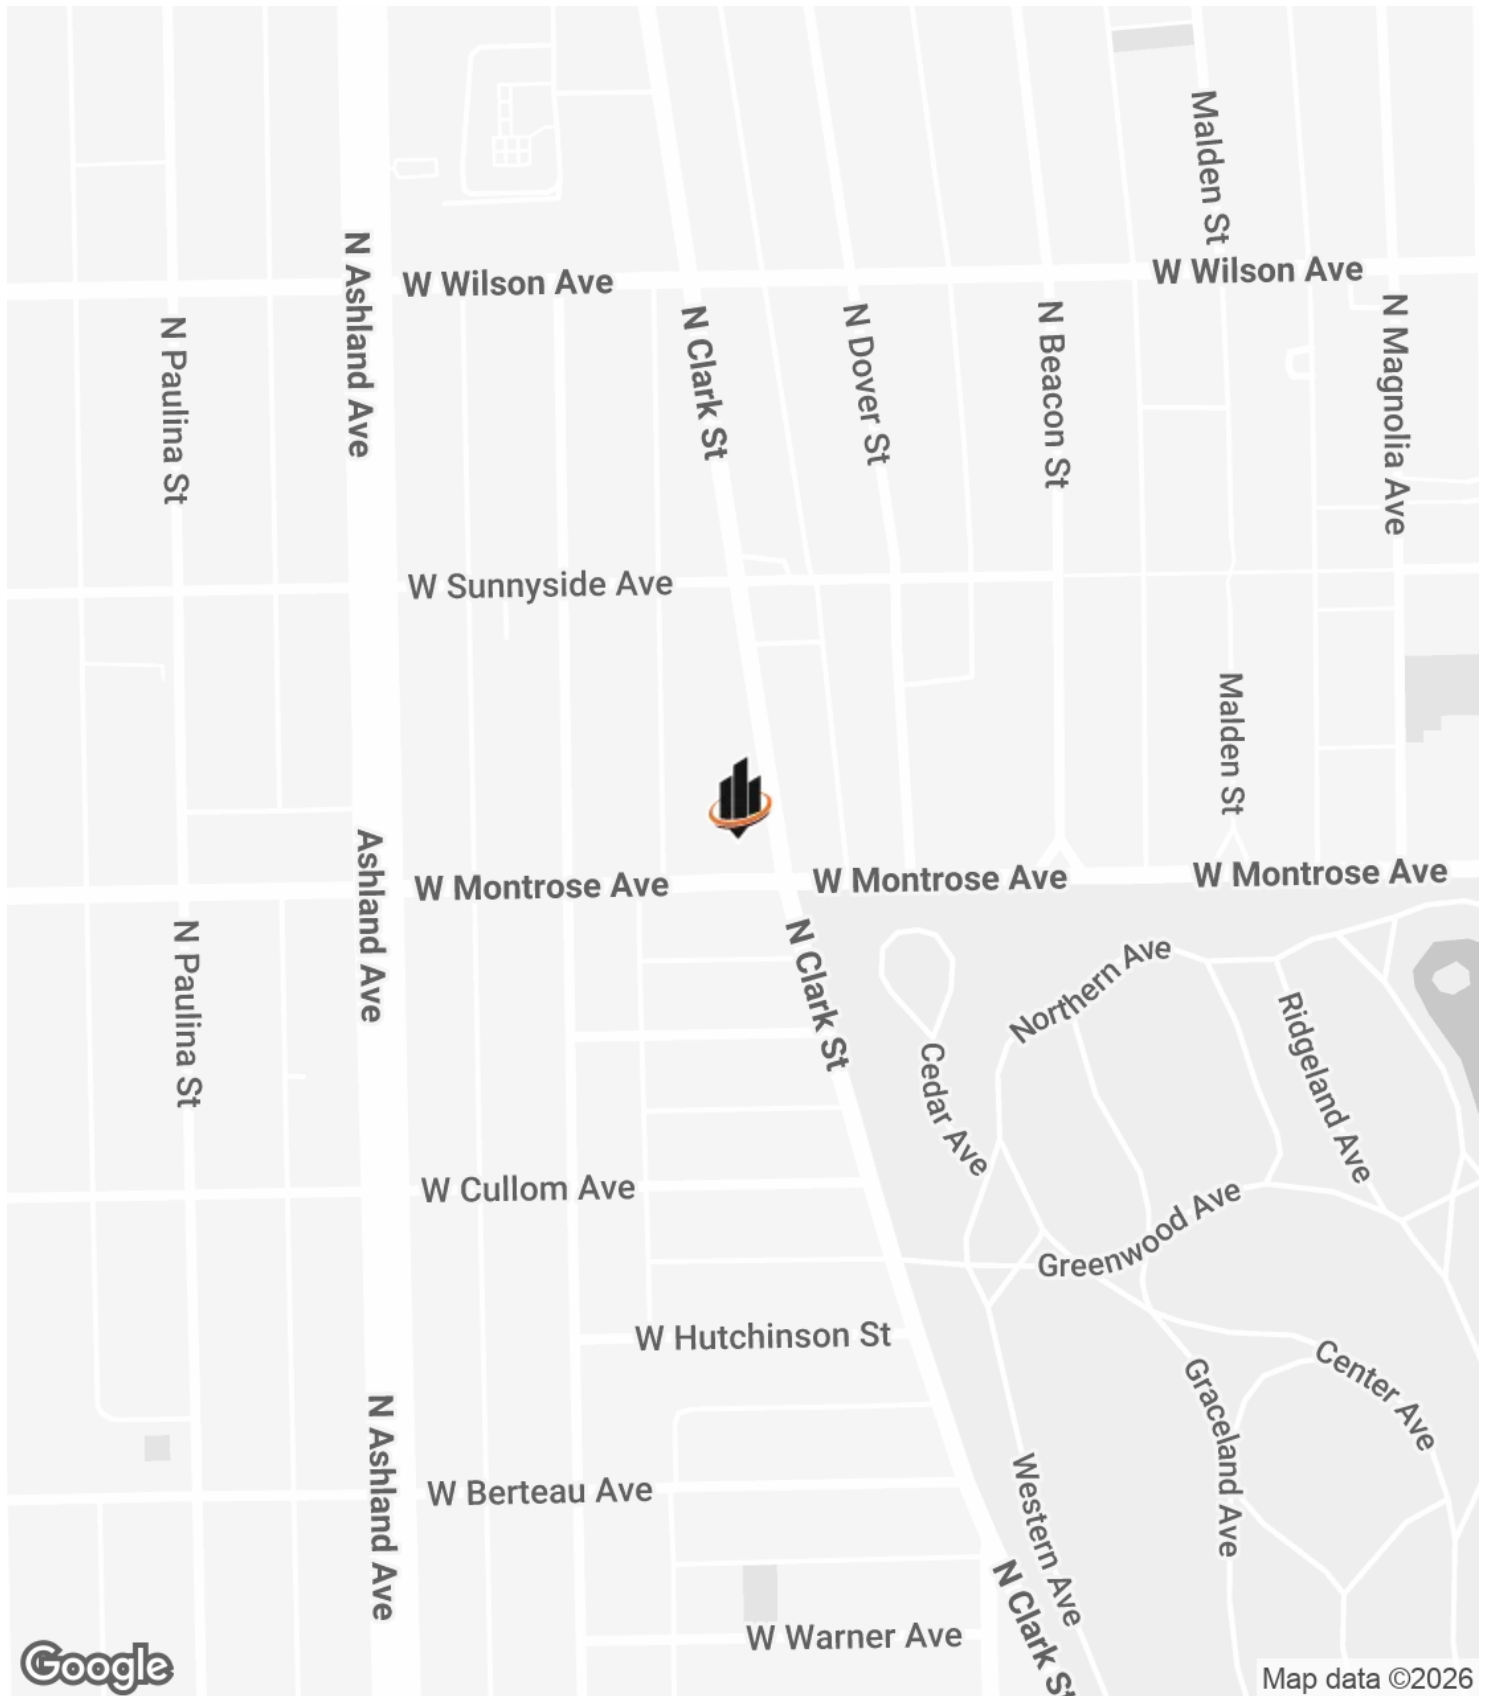 Malden St
W Wilson Ave
W Wilson Ave
N Ashland Ave
N Paulina St
N Clark St
N Dover St
N Beacon St
N Magnolia Ave
W Sunnyside Ave
Malden St
Ashland Ave
W Montrose Ave
W Montrose Ave
W Montrose Ave
N Paulina St
N Clark St
Northern Ave
Cedar Ave
Ridgeland Ave
W Cullom Ave
Greenwood Ave
W Hutchinson St
Center Ave
Graceland Ave
N Ashland Ave
W Berteau Ave
Western Ave
N Clark St
W Warner Ave
Google
Map data ©2026